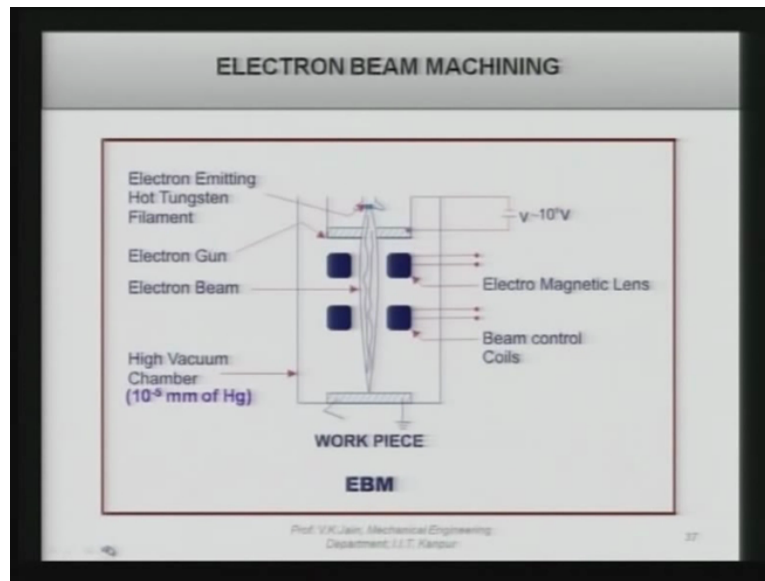 ELECTRON BEAM MACHINING
Electron Emitting
Hot Tungsten
Filament
Electron Gun
Electron Beam
High Vacuum
Chamber
(10⁻⁵ mm of Hg)
V~10⁵V
Electro Magnetic Lens
Beam control
Coils
WORK PIECE
EBM
Prof. V.K.Jain, Mechanical Engineering
Department, I.I.T. Kanpur
37